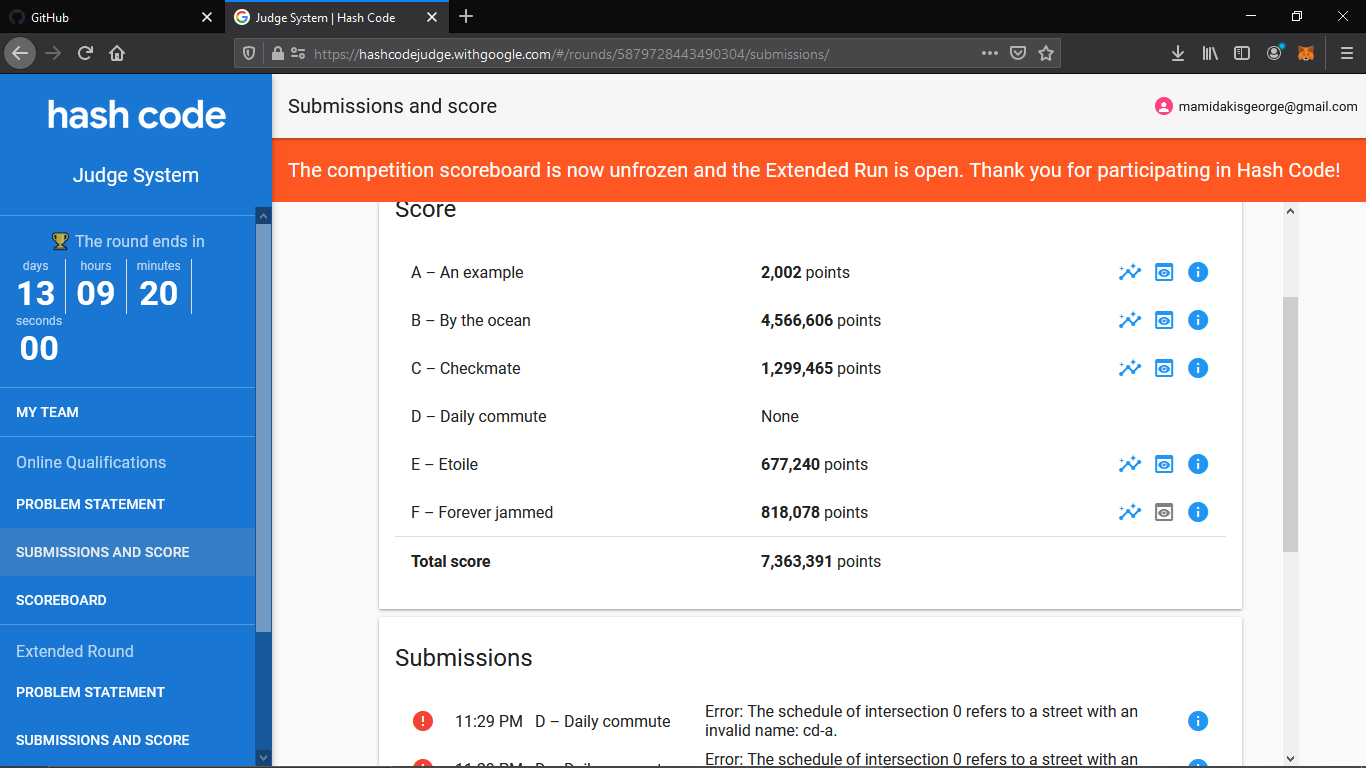 GitHub
Judge System | Hash Code
https://hashcodejudge.withgoogle.com/#/rounds/5879728443490304/submissions/
hash code
Judge System
Submissions and score
mamidakisgeorge@gmail.com
The competition scoreboard is now unfrozen and the Extended Run is open. Thank you for participating in Hash Code!
The round ends in
days hours minutes
13 09 20
seconds
00
MY TEAM
Online Qualifications
PROBLEM STATEMENT
SUBMISSIONS AND SCORE
SCOREBOARD
Extended Round
PROBLEM STATEMENT
SUBMISSIONS AND SCORE
Score
A – An example 2,002 points
B – By the ocean 4,566,606 points
C – Checkmate 1,299,465 points
D – Daily commute None
E – Etoile 677,240 points
F – Forever jammed 818,078 points
Total score 7,363,391 points
Submissions
11:29 PM D – Daily commute Error: The schedule of intersection 0 refers to a street with an
invalid name: cd-a.
Error: The schedule of intersection 0 refers to a street with an